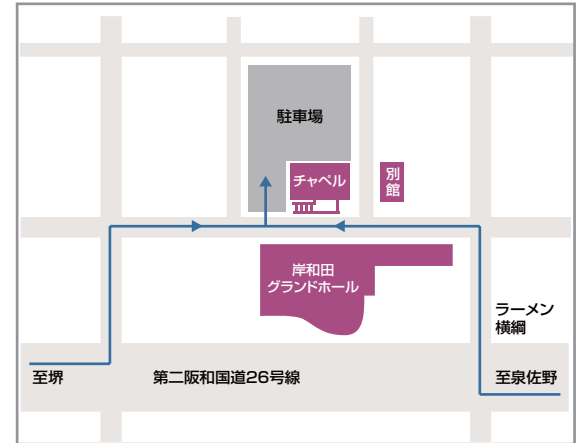 駐車場
チャペル
別
館
岸和田
グランドホール
ラーメン
横綱
至堺
第二阪和国道26号線
至泉佐野